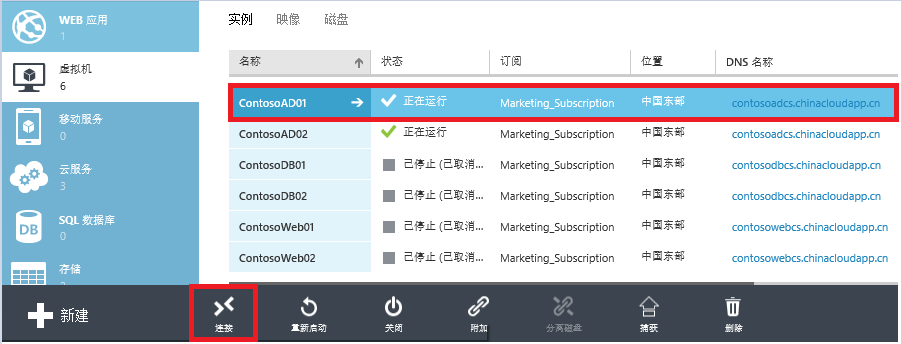 WEB 应用
1
虚拟机
6
移动服务
0
云服务
3
SQL 数据库
0
存储
实例 映像 磁盘
名称 状态 订阅 位置 DNS 名称
ContosoAD01 正在运行 Marketing_Subscription 中国东部 contosoadcs.chinacloudapp.cn
ContosoAD02 正在运行 Marketing_Subscription 中国东部 contosoadcs.chinacloudapp.cn
ContosoDB01 已停止 (已取消... Marketing_Subscription 中国东部 contosodbcs.chinacloudapp.cn
ContosoDB02 已停止 (已取消... Marketing_Subscription 中国东部 contosodbcs.chinacloudapp.cn
ContosoWeb01 已停止 (已取消... Marketing_Subscription 中国东部 contosowebcs.chinacloudapp.cn
ContosoWeb02 已停止 (已取消... Marketing_Subscription 中国东部 contosowebcs.chinacloudapp.cn
新建 连接 重新启动 关闭 附加 分离磁盘 捕获 删除